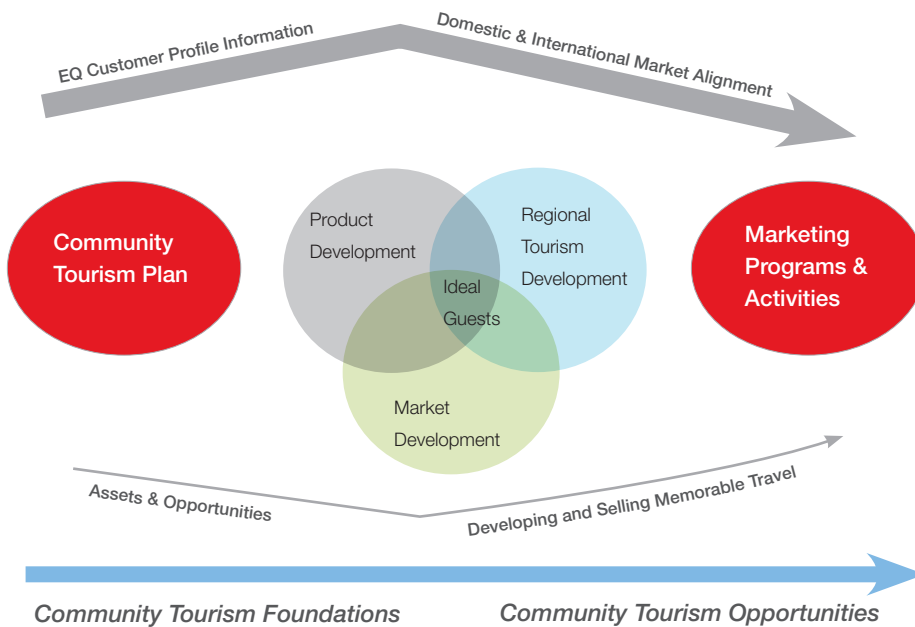 EQ Customer Profile Information
Domestic & International Market Alignment
Community
Tourism Plan
Product
Development
Regional
Tourism
Development
Ideal
Guests
Market
Development
Marketing
Programs &
Activities
Assets & Opportunities
Developing and Selling Memorable Travel
Community Tourism Foundations
Community Tourism Opportunities